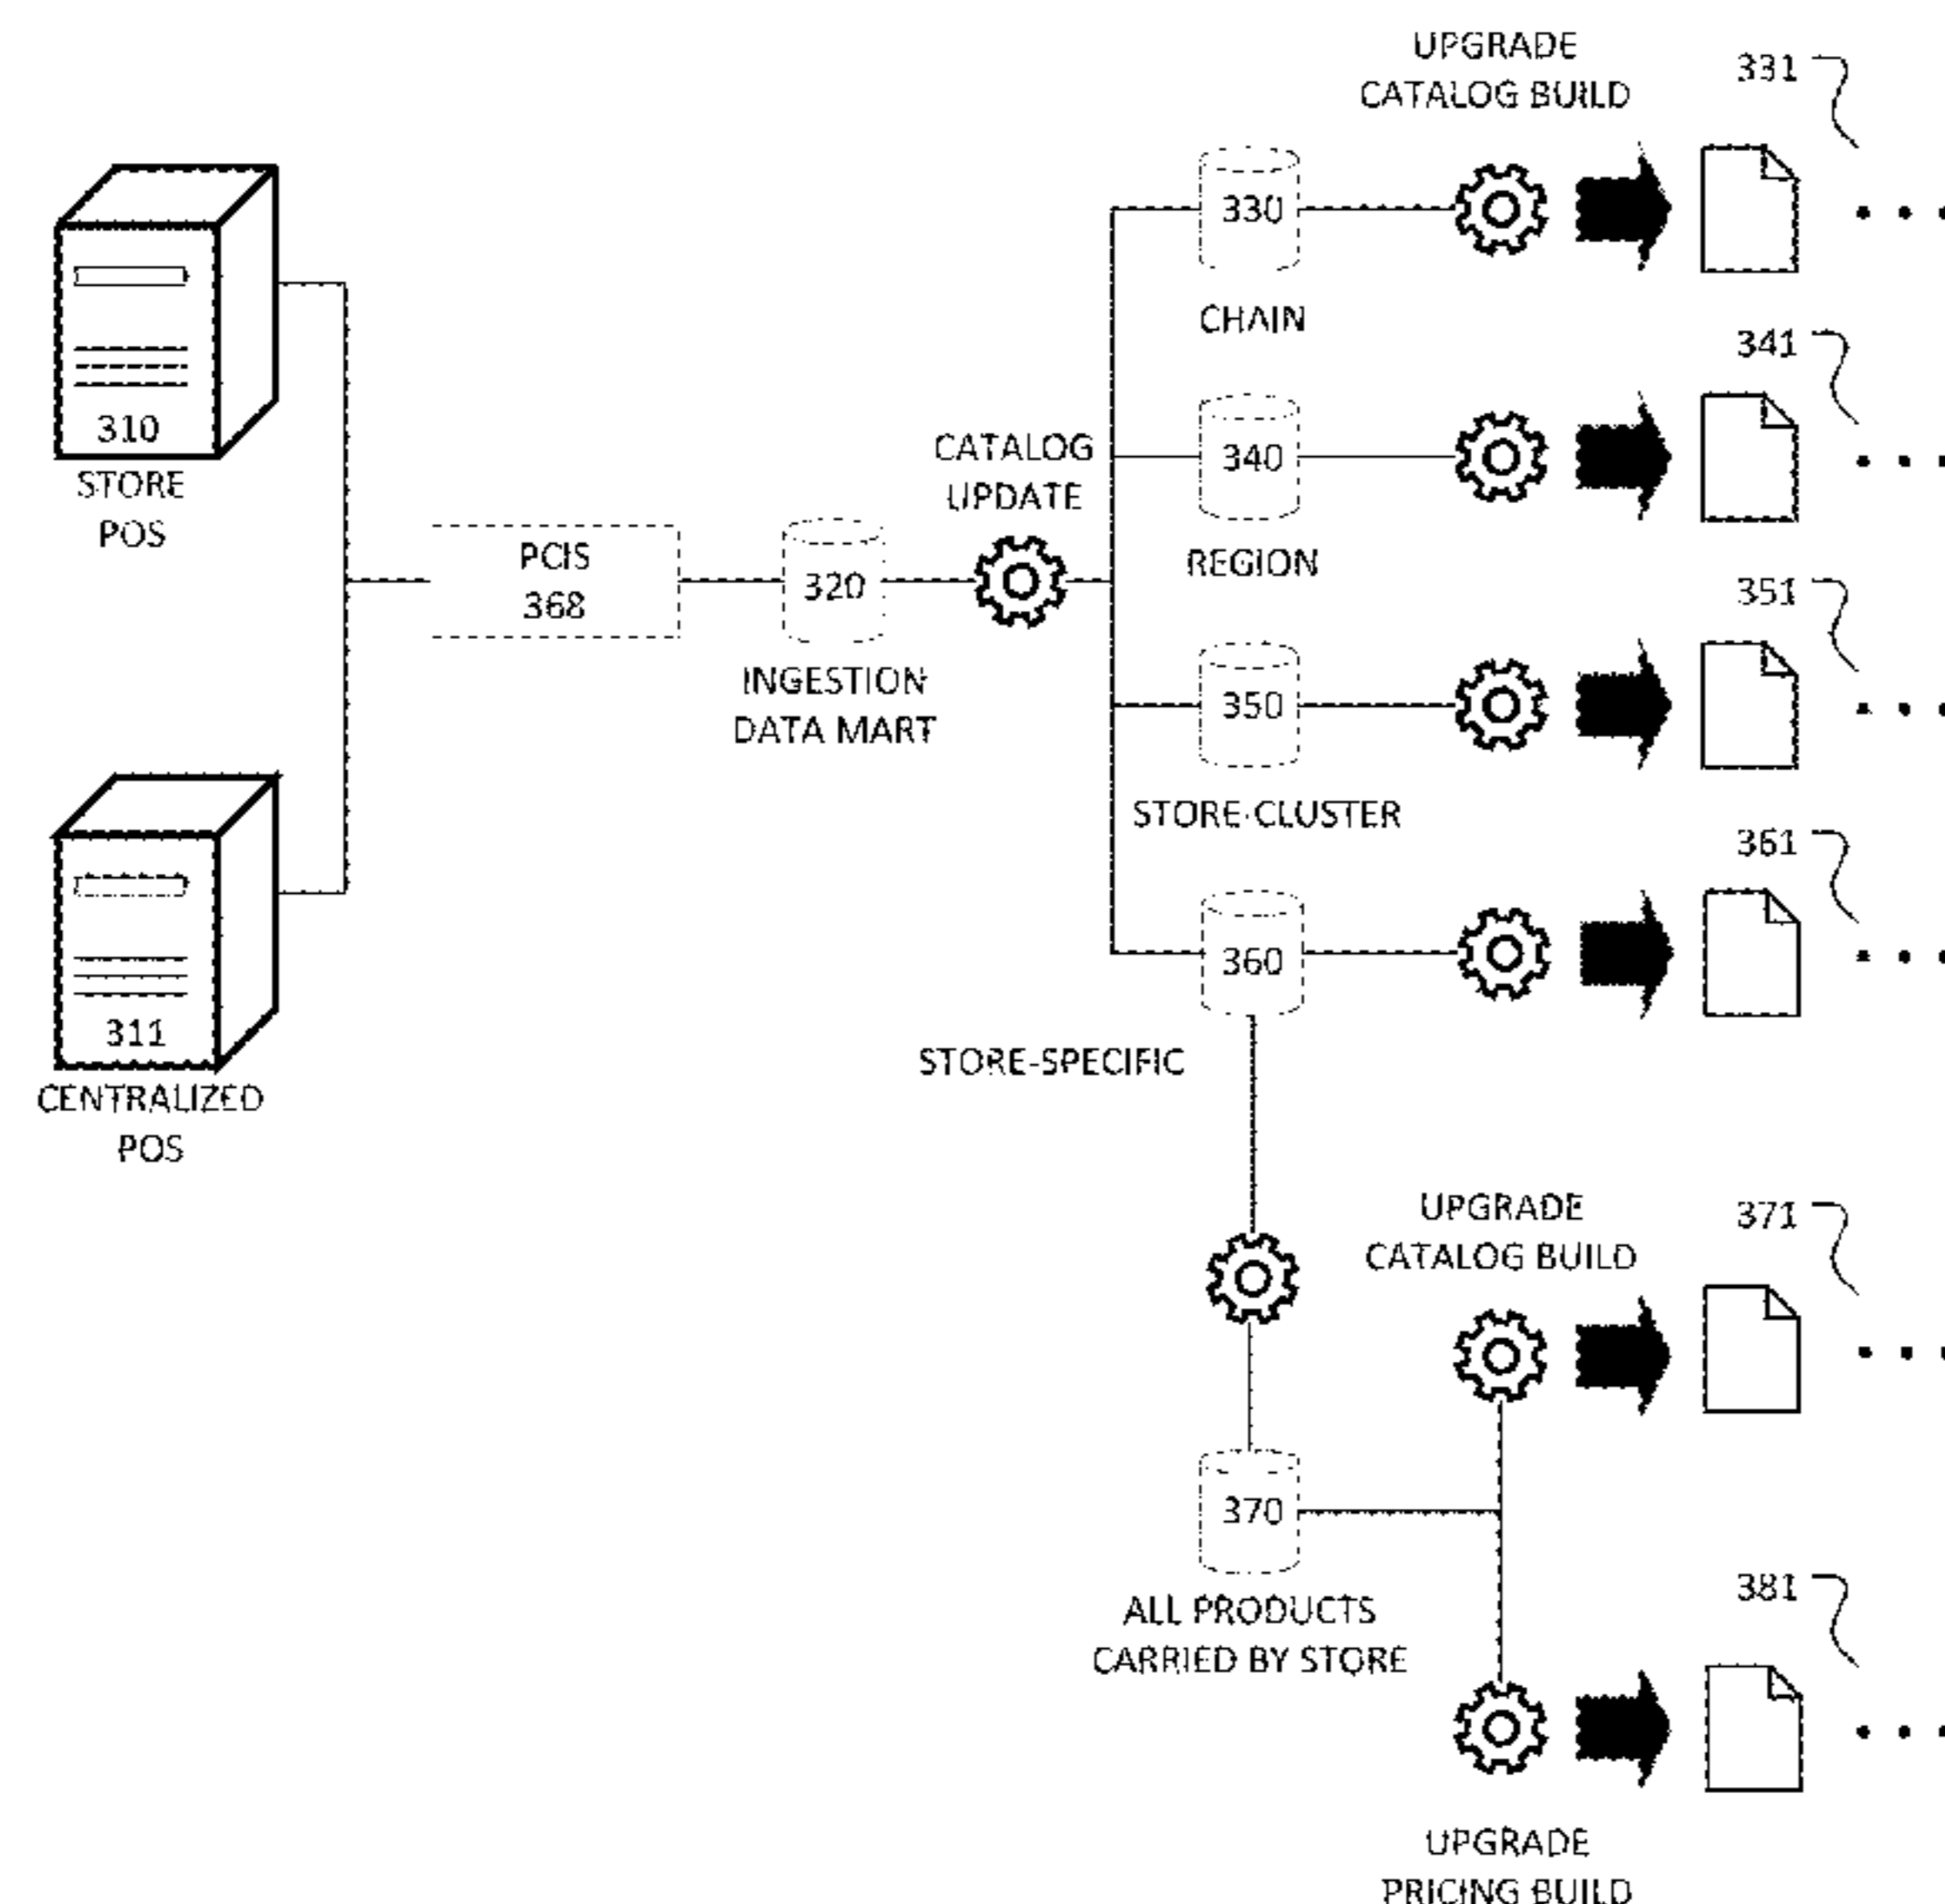 UPGRADE
CATALOG BUILD
331
330
CHAIN
310
STORE
POS
341
340
REGION
CATALOG
UPDATE
PCIS
368
320
INGESTION
DATA MART
351
350
STORE-CLUSTER
361
360
STORE-SPECIFIC
311
CENTRALIZED
POS
UPGRADE
CATALOG BUILD
371
370
ALL PRODUCTS
CARRIED BY STORE
381
UPGRADE
PRICING BUILD